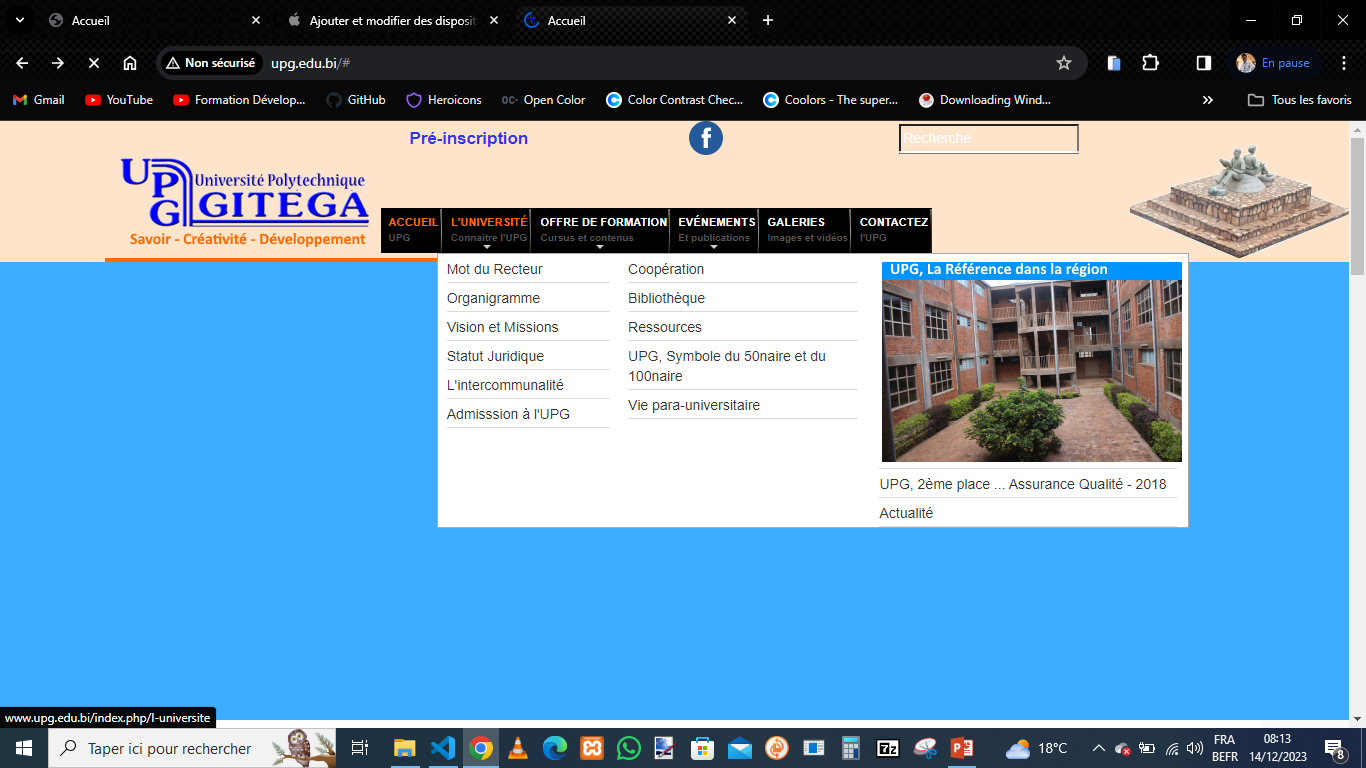 Accueil
Ajouter et modifier des disposit
Accueil
Non sécurisé
upg.edu.bi/#
En pause
Gmail
YouTube
Formation Dévelop...
GitHub
Heroicons
OC
Open Color
Color Contrast Chec...
Coolors - The super...
Downloading Wind...
Tous les favoris
Pré-inscription
f
Recherche
UPG
Université Polytechnique
GITEGA
Savoir - Créativité - Développement
ACCUEIL
UPG
L'UNIVERSITÉ
Connaitre l'UPG
OFFRE DE FORMATION
Cursus et contenus
EVÉNEMENTS
Et publications
GALERIES
Images et vidéos
CONTACTEZ
l'UPG
Mot du Recteur
Organigramme
Vision et Missions
Statut Juridique
L'intercommunalité
Admisssion à l'UPG
Coopération
Bibliothèque
Ressources
UPG, Symbole du 50naire et du
100naire
Vie para-universitaire
UPG, La Référence dans la région
UPG, 2ème place ... Assurance Qualité - 2018
Actualité
www.upg.edu.bi/index.php/l-universite
Taper ici pour rechercher
7z
18°C
FRA
BEFR
08:13
14/12/2023
8